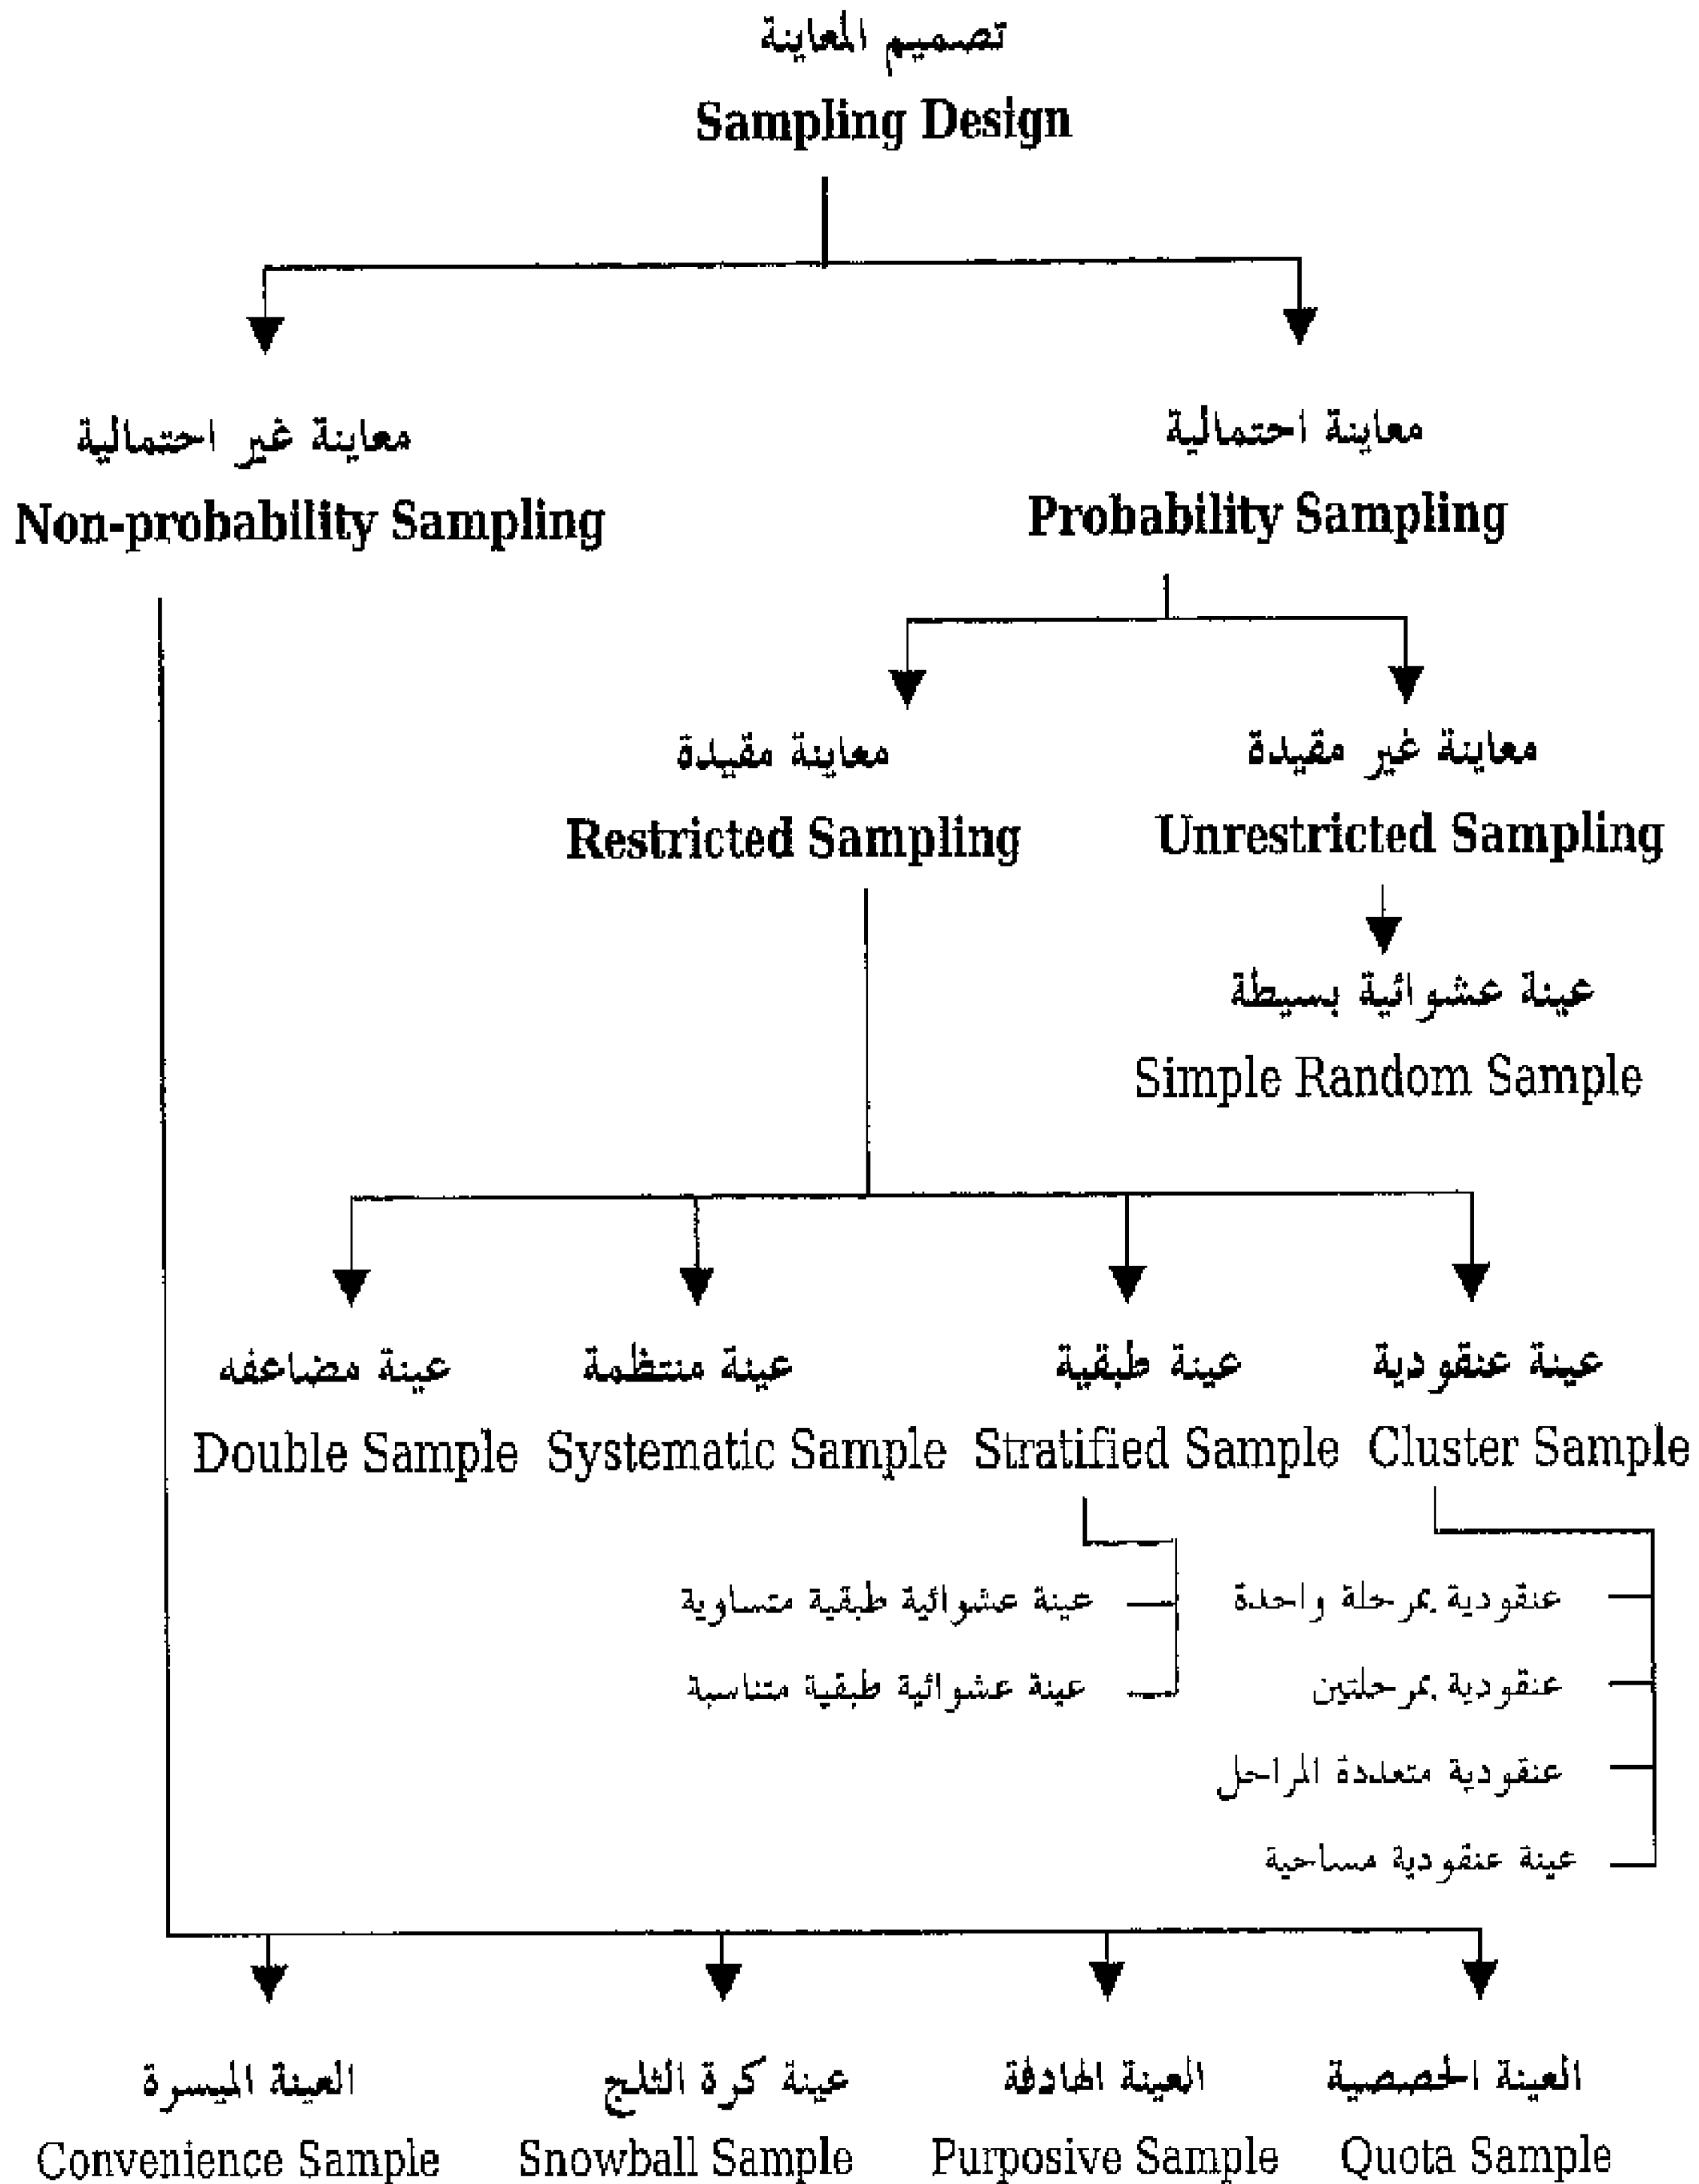 تصميم المعاينة
Sampling Design
معاينة احتمالية
Probability Sampling
معاينة غير احتمالية
Non-probability Sampling
معاينة غير مقيدة
Unrestricted Sampling
معاينة مقيدة
Restricted Sampling
عينة عشوائية بسيطة
Simple Random Sample
عينة عنقودية
Cluster Sample
عينة طبقية
Stratified Sample
عينة منتظمة
Systematic Sample
عينة مضاعفه
Double Sample
عنقودية بمرحلة واحدة
عنقودية بمرحلتين
عنقودية متعددة المراحل
عينة عنقودية مساحية
عينة عشوائية طبقية متساوية
عينة عشوائية طبقية متناسبة
العينة الحصصية
Quota Sample
العينة الهادفة
Purposive Sample
عينة كرة الثلج
Snowball Sample
العينة الميسرة
Convenience Sample